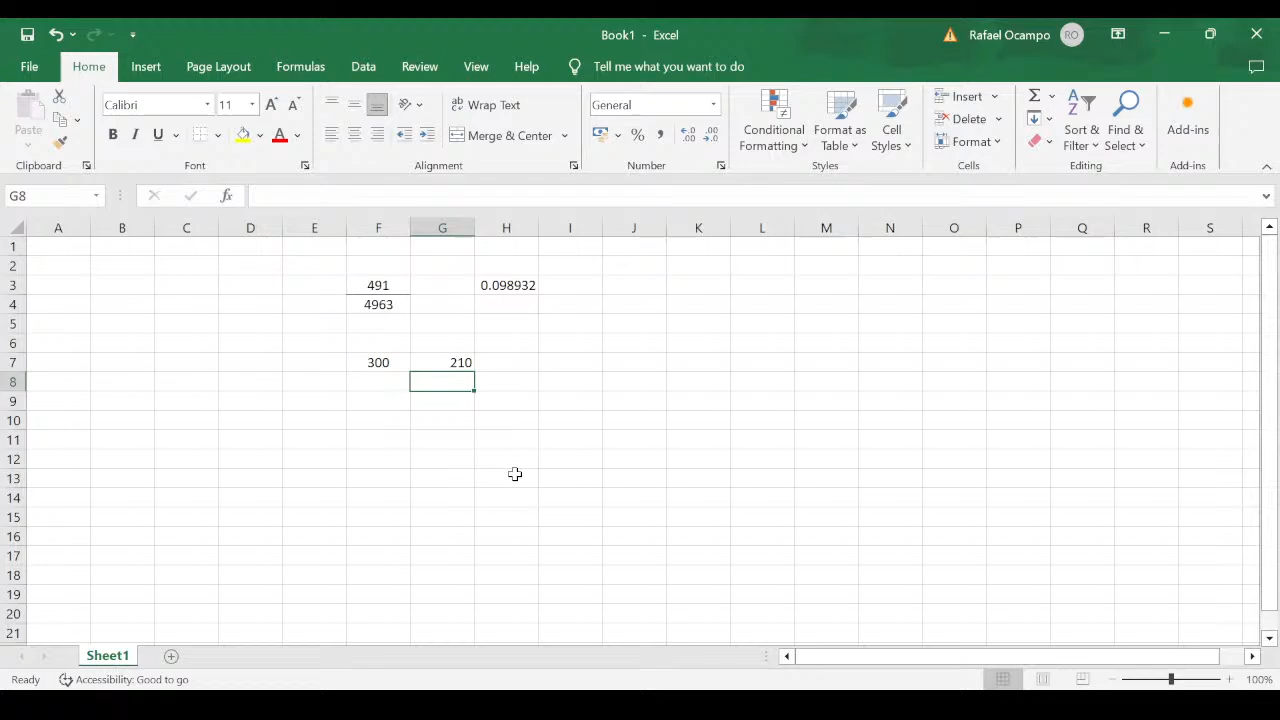 Book1 - Excel
Rafael Ocampo
RO
File
Home
Insert
Page Layout
Formulas
Data
Review
View
Help
Tell me what you want to do
Paste
Clipboard
Calibri
11
B I U
A
Font
ab Wrap Text
Merge & Center
Alignment
General
%
Number
Conditional Formatting
Format as Table
Cell Styles
Styles
Insert
Delete
Format
Cells
Sort & Filter
Find & Select
Editing
Add-ins
Add-ins
G8
fx
A B C D E F G H I J K L M N O P Q R S
1
2
3 491 0.098932
4 4963
5
6
7 300 210
8
9
10
11
12
13
14
15
16
17
18
19
20
21
Sheet1
Ready
Accessibility: Good to go
100%